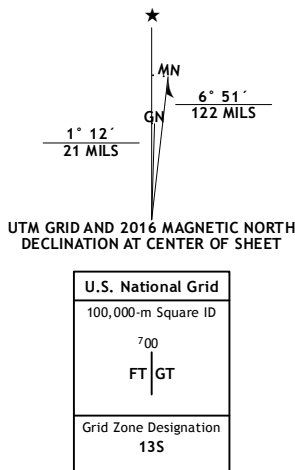 MN
GN
6° 51´
122 MILS
1° 12´
21 MILS
UTM GRID AND 2016 MAGNETIC NORTH
DECLINATION AT CENTER OF SHEET
U.S. National Grid
100,000-m Square ID
700
FT GT
Grid Zone Designation
13S